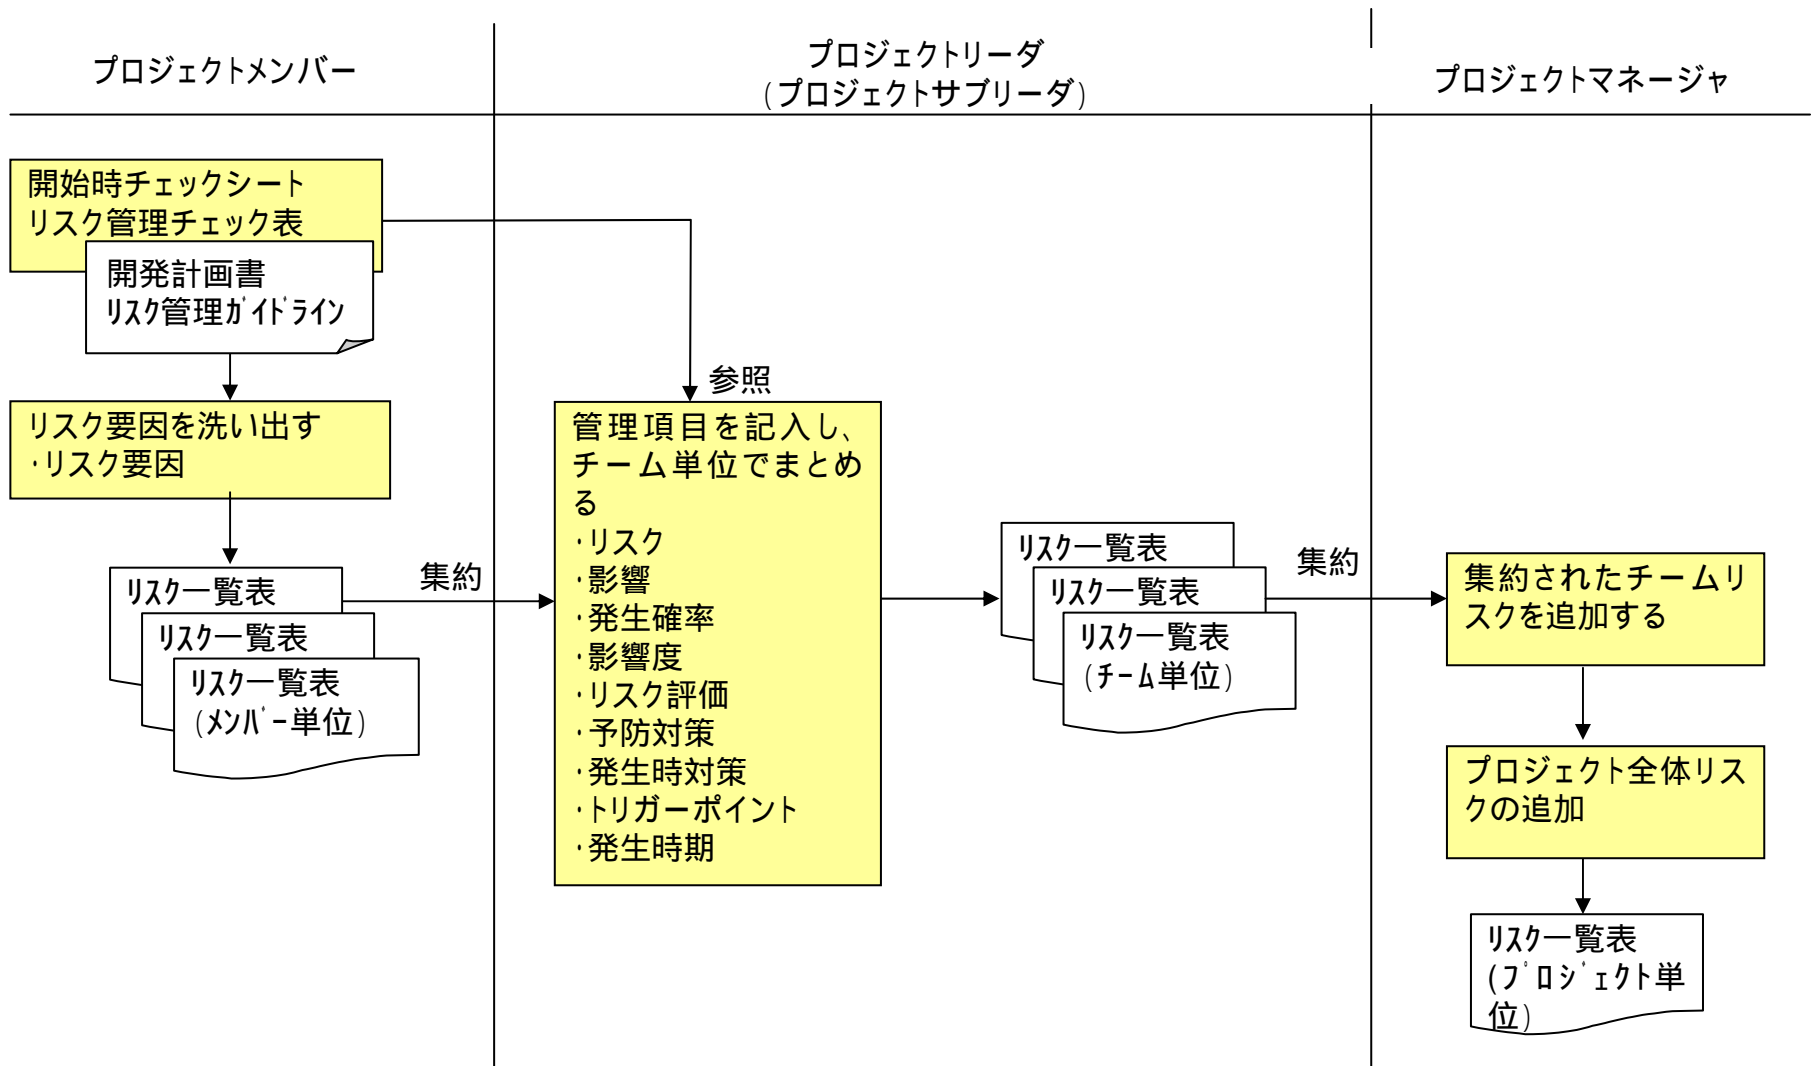 プロジェクトメンバー
プロジェクトリーダ
(プロジェクトサブリーダ)
プロジェクトマネージャ
開始時チェックシート
リスク管理チェック表
開発計画書
ﾘｽｸ管理ｶﾞｲﾄﾞﾗｲﾝ
リスク要因を洗い出す
・リスク要因
ﾘｽｸ一覧表
ﾘｽｸ一覧表
ﾘｽｸ一覧表
(ﾒﾝﾊﾞｰ単位)
集約
参照
管理項目を記入し、
チーム単位でまとめ
る
・リスク
・影響
・発生確率
・影響度
・リスク評価
・予防対策
・発生時対策
・トリガーポイント
・発生時期
ﾘｽｸ一覧表
ﾘｽｸ一覧表
ﾘｽｸ一覧表
(ﾁｰﾑ単位)
集約
集約されたチームリ
スクを追加する
プロジェクト全体リス
クの追加
ﾘｽｸ一覧表
(ﾌﾟﾛｼﾞｪｸﾄ単
位)